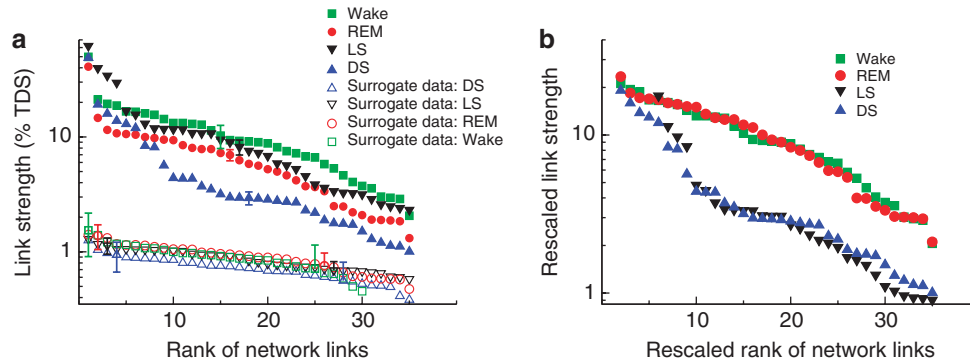 a
Wake
REM
LS
DS
Surrogate data: DS
Surrogate data: LS
Surrogate data: REM
Surrogate data: Wake
Link strength (% TDS)
10
1
10
20
30
Rank of network links
b
Wake
REM
LS
DS
Rescaled link strength
10
1
10
20
30
Rescaled rank of network links